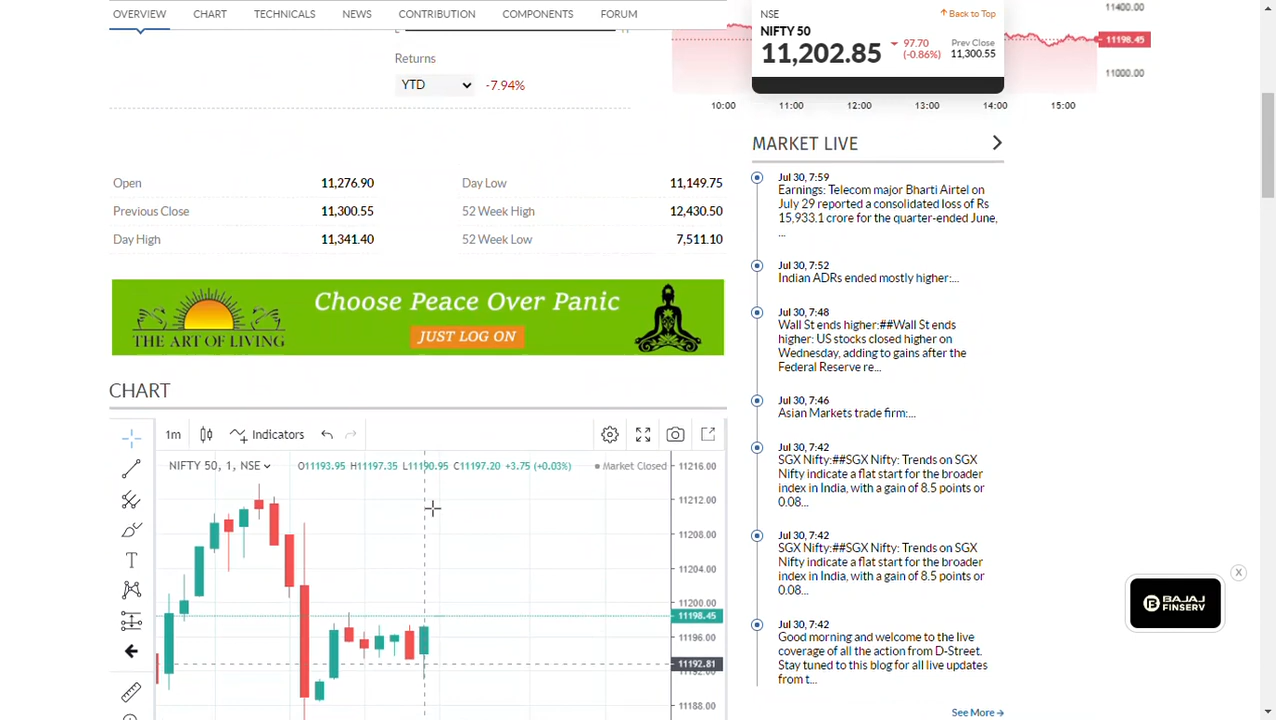 OVERVIEW CHART TECHNICALS NEWS CONTRIBUTION COMPONENTS FORUM
Returns
YTD -7.94%
NSE Back to Top
NIFTY 50
11,202.85 97.70 (-0.86%) Prev Close 11,300.55
11400.00
11198.45
11000.00
10:00 11:00 12:00 13:00 14:00 15:00
Open 11,276.90 Day Low 11,149.75
Previous Close 11,300.55 52 Week High 12,430.50
Day High 11,341.40 52 Week Low 7,511.10
THE ART OF LIVING
Choose Peace Over Panic
JUST LOG ON
CHART
1m Indicators
NIFTY 50, 1, NSE O11193.95 H11197.35 L11190.95 C11197.20 +3.75 (+0.03%) Market Closed
11216.00
11212.00
11208.00
11204.00
11200.00
11198.45
11196.00
11192.81
11188.00
MARKET LIVE
Jul 30, 7:59
Earnings: Telecom major Bharti Airtel on
July 29 reported a consolidated loss of Rs
15,933.1 crore for the quarter-ended June,
...
Jul 30, 7:52
Indian ADRs ended mostly higher:...
Jul 30, 7:48
Wall St ends higher:##Wall St ends
higher: US stocks closed higher on
Wednesday, adding to gains after the
Federal Reserve re...
Jul 30, 7:46
Asian Markets trade firm:...
Jul 30, 7:42
SGX Nifty:##SGX Nifty: Trends on SGX
Nifty indicate a flat start for the broader
index in India, with a gain of 8.5 points or
0.08...
Jul 30, 7:42
SGX Nifty:##SGX Nifty: Trends on SGX
Nifty indicate a flat start for the broader
index in India, with a gain of 8.5 points or
0.08...
Jul 30, 7:42
Good morning and welcome to the live
coverage of all the action from D-Street.
Stay tuned to this blog for all live updates
from t...
See More
X
BAJAJ
FINSERV